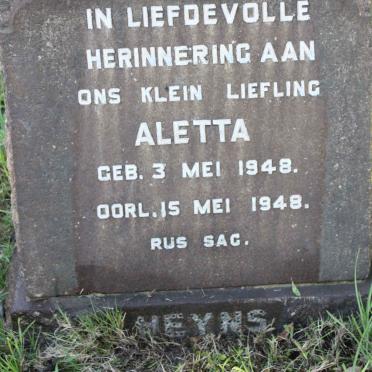 IN LIEFDEVOLLE
HERINNERING AAN
ONS KLEIN LIEFLING
ALETTA
GEB. 3 MEI 1948.
OORL. 15 MEI 1948.
RUS SAG.
HEYNS